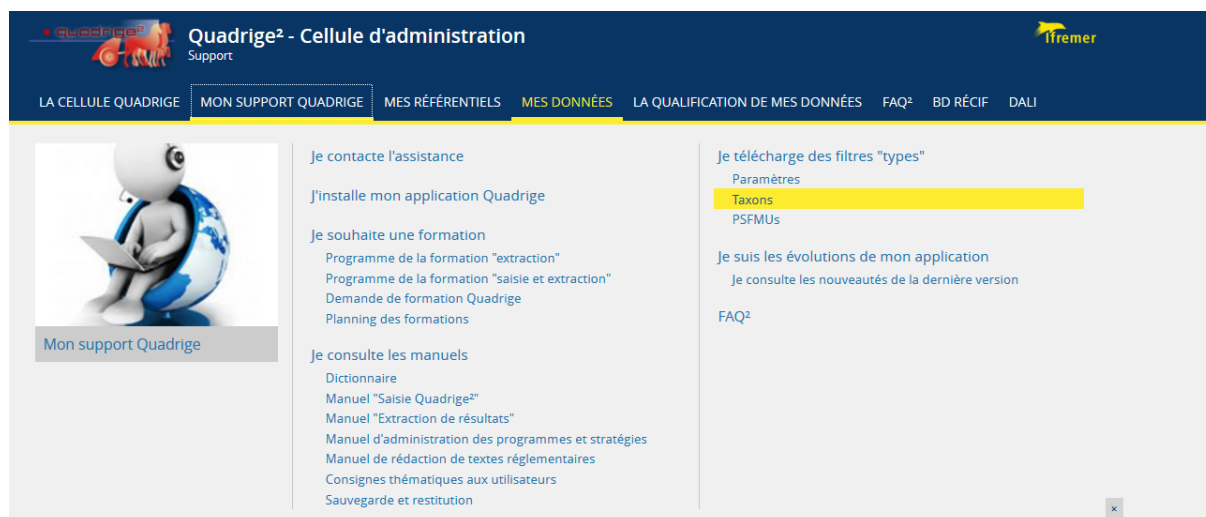 quadrige²
Quadrige² - Cellule d'administration
Support
Ifremer
LA CELLULE QUADRIGE MON SUPPORT QUADRIGE MES RÉFÉRENTIELS MES DONNÉES LA QUALIFICATION DE MES DONNÉES FAQ² BD RÉCIF DALI
Mon support Quadrige
Je contacte l'assistance
J'installe mon application Quadrige
Je souhaite une formation
Programme de la formation "extraction"
Programme de la formation "saisie et extraction"
Demande de formation Quadrige
Planning des formations
Je consulte les manuels
Dictionnaire
Manuel "Saisie Quadrige²"
Manuel "Extraction de résultats"
Manuel d'administration des programmes et stratégies
Manuel de rédaction de textes réglementaires
Consignes thématiques aux utilisateurs
Sauvegarde et restitution
Je télécharge des filtres "types"
Paramètres
Taxons
PSFMUs
Je suis les évolutions de mon application
Je consulte les nouveautés de la dernière version
FAQ²
×